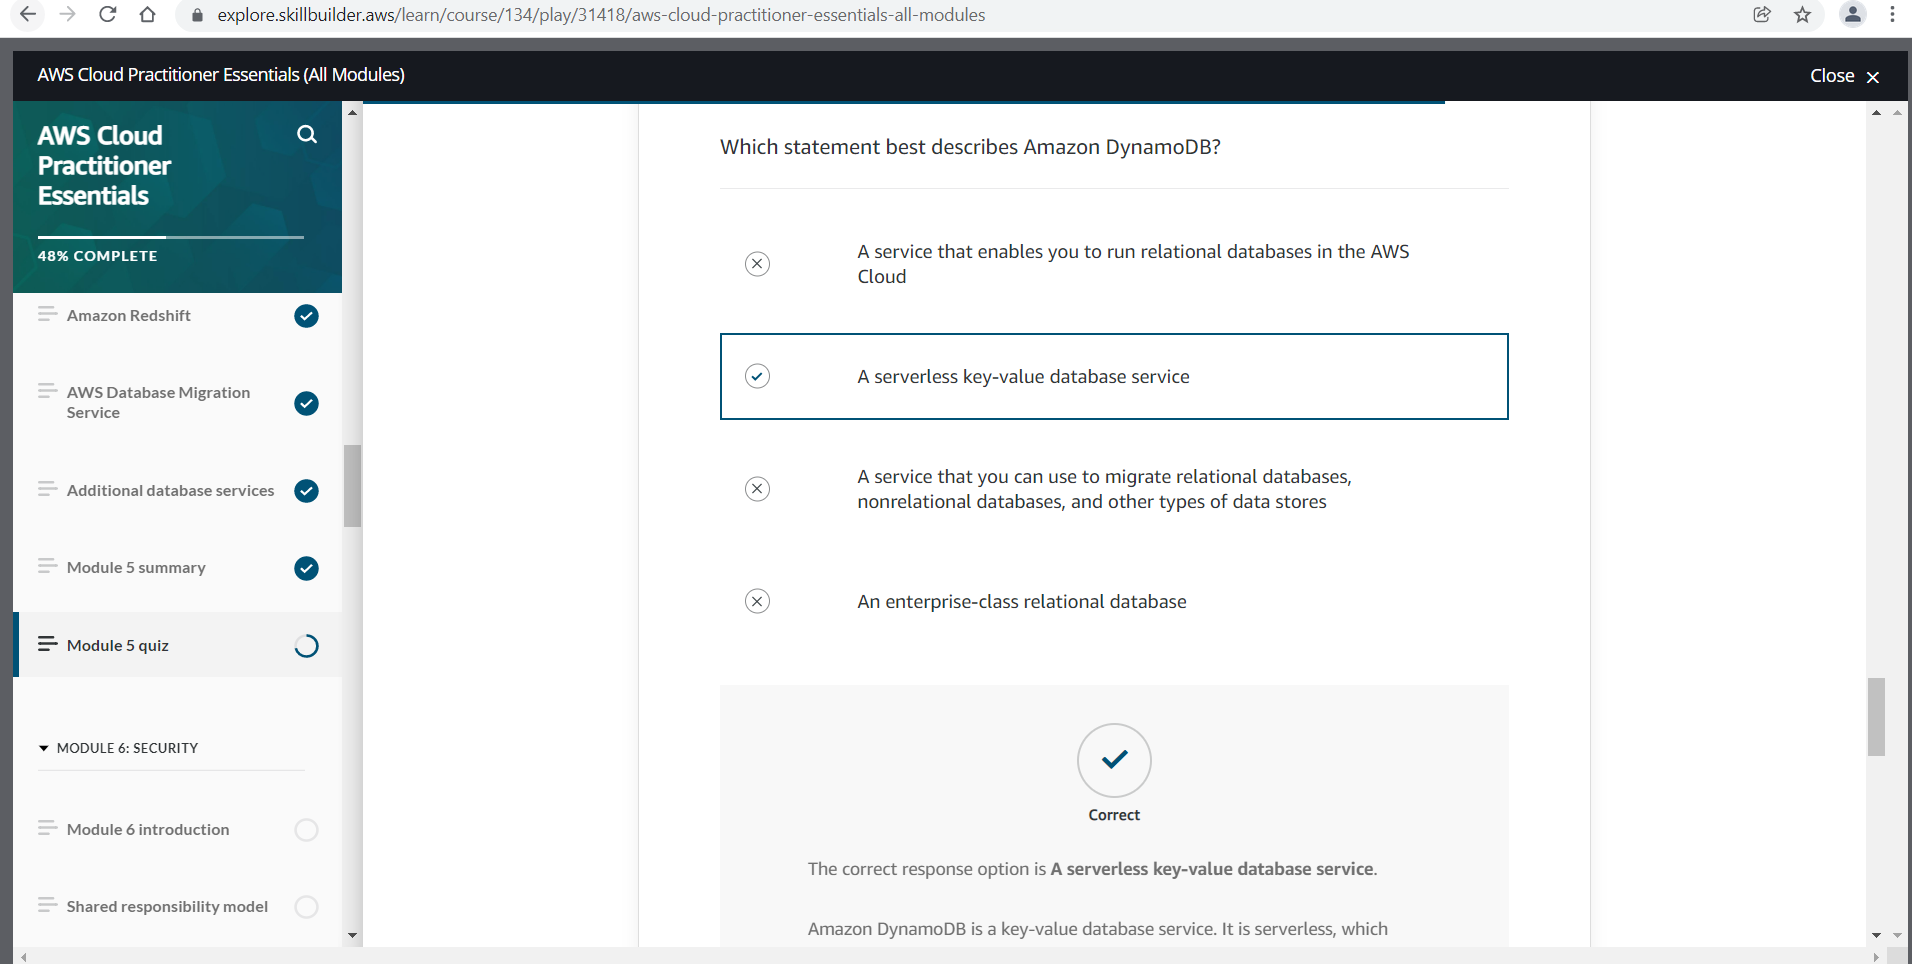 explore.skillbuilder.aws/learn/course/134/play/31418/aws-cloud-practitioner-essentials-all-modules
AWS Cloud Practitioner Essentials (All Modules)
Close
AWS Cloud
Practitioner
Essentials
48% COMPLETE
Amazon Redshift
AWS Database Migration
Service
Additional database services
Module 5 summary
Module 5 quiz
MODULE 6: SECURITY
Module 6 introduction
Shared responsibility model
Which statement best describes Amazon DynamoDB?
A service that enables you to run relational databases in the AWS
Cloud
A serverless key-value database service
A service that you can use to migrate relational databases,
nonrelational databases, and other types of data stores
An enterprise-class relational database
Correct
The correct response option is A serverless key-value database service.
Amazon DynamoDB is a key-value database service. It is serverless, which